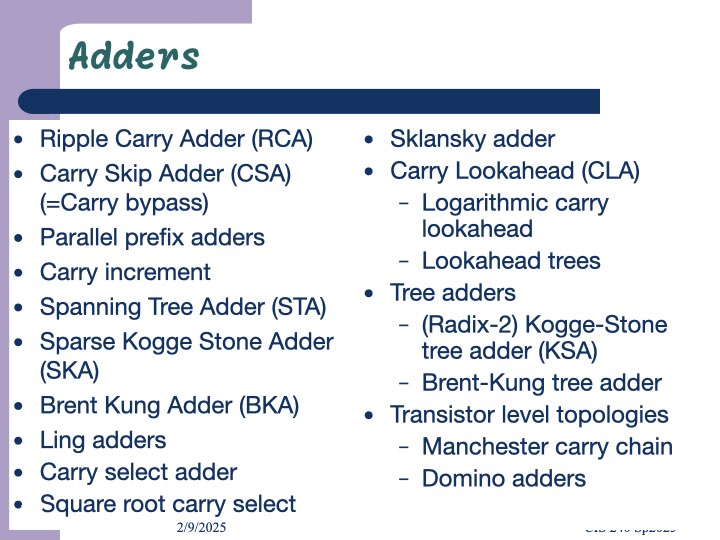 Adders
• Ripple Carry Adder (RCA)
• Carry Skip Adder (CSA)
(=Carry bypass)
• Parallel prefix adders
• Carry increment
• Spanning Tree Adder (STA)
• Sparse Kogge Stone Adder
(SKA)
• Brent Kung Adder (BKA)
• Ling adders
• Carry select adder
• Square root carry select
• Sklansky adder
• Carry Lookahead (CLA)
– Logarithmic carry
lookahead
– Lookahead trees
• Tree adders
– (Radix-2) Kogge-Stone
tree adder (KSA)
– Brent-Kung tree adder
• Transistor level topologies
– Manchester carry chain
– Domino adders
2/9/2025